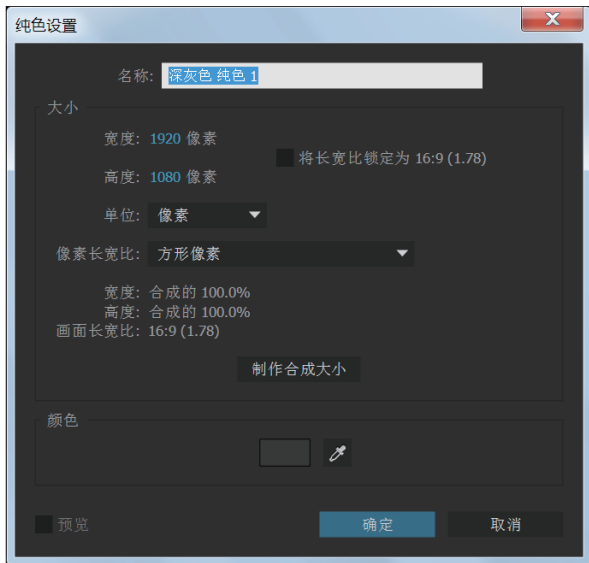 纯色设置
名称: 深灰色 纯色 1
大小
宽度: 1920 像素
将长宽比锁定为 16:9 (1.78)
高度: 1080 像素
单位: 像素
像素长宽比: 方形像素
宽度: 合成的 100.0%
高度: 合成的 100.0%
画面长宽比: 16:9 (1.78)
制作合成大小
颜色
预览
确定
取消